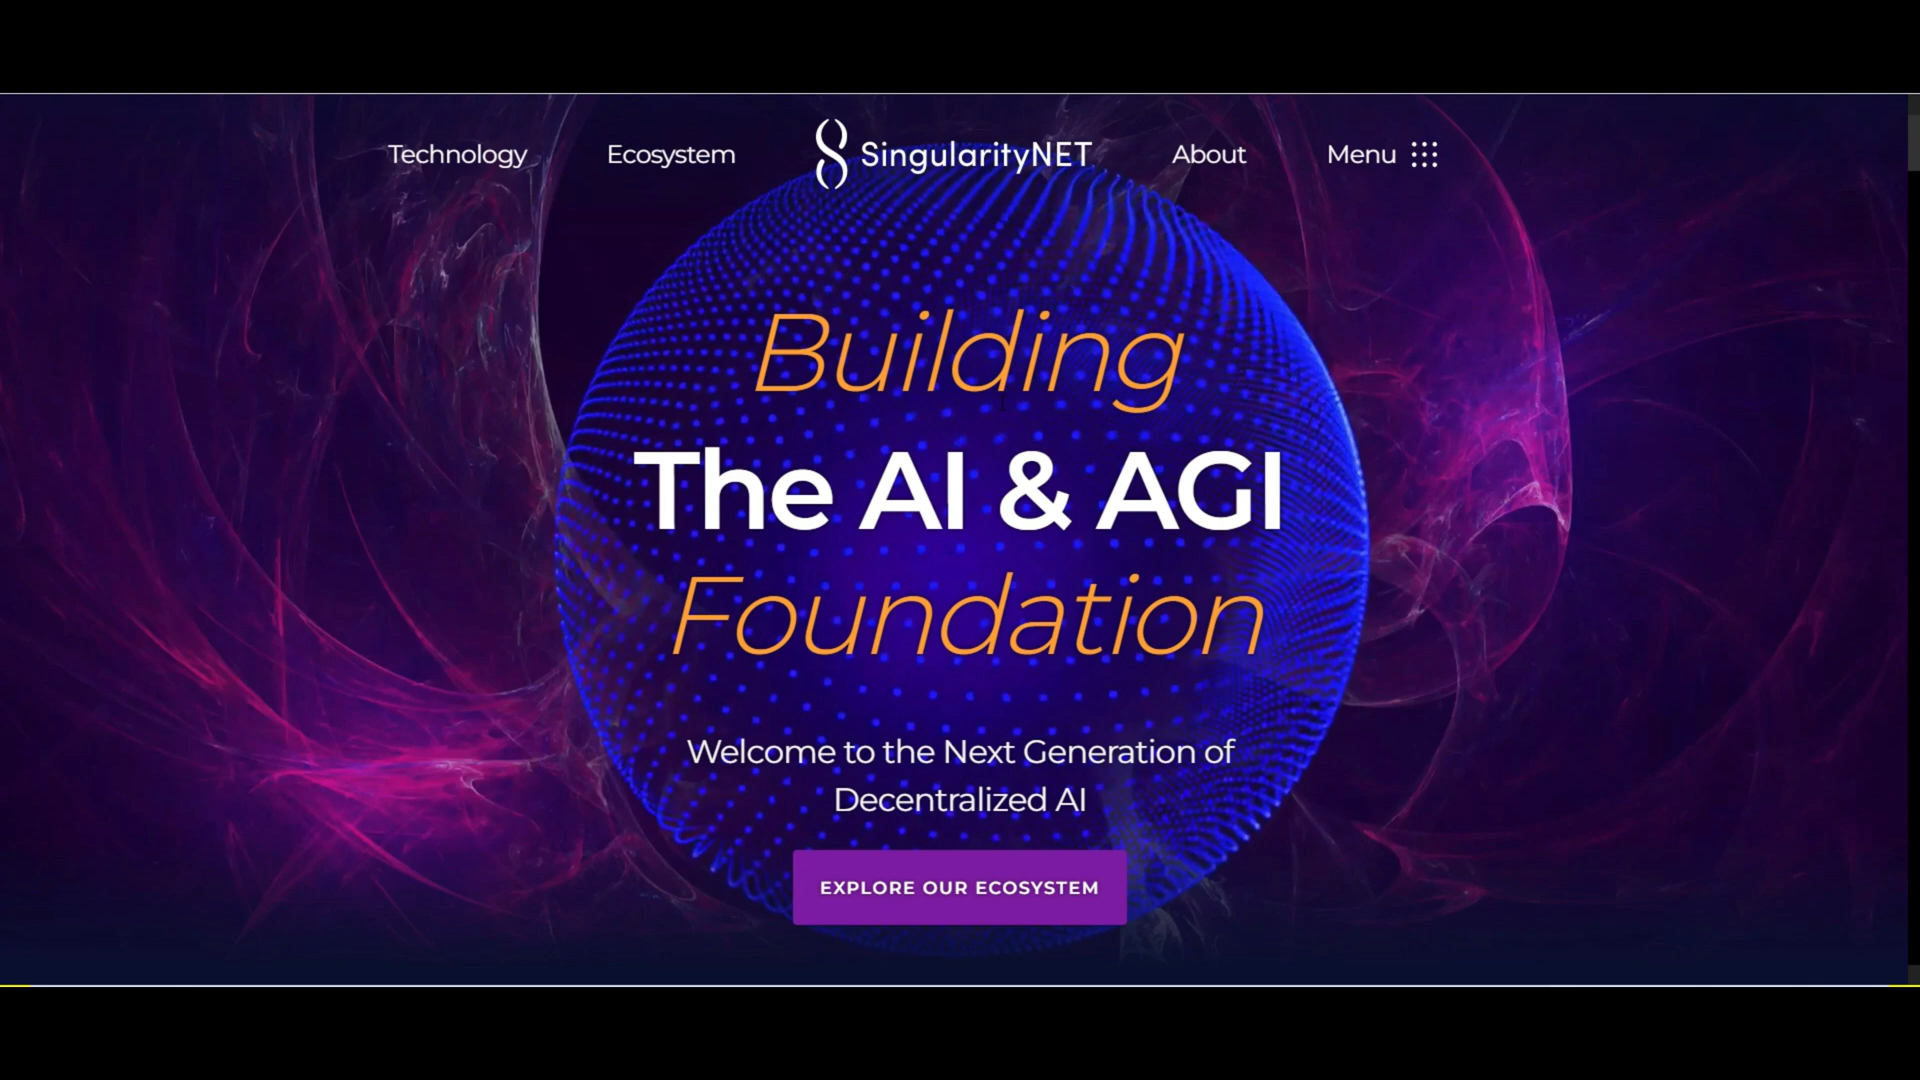 Technology
Ecosystem
SingularityNET
About
Menu
Building
The AI & AGI
Foundation
Welcome to the Next Generation of
Decentralized AI
EXPLORE OUR ECOSYSTEM